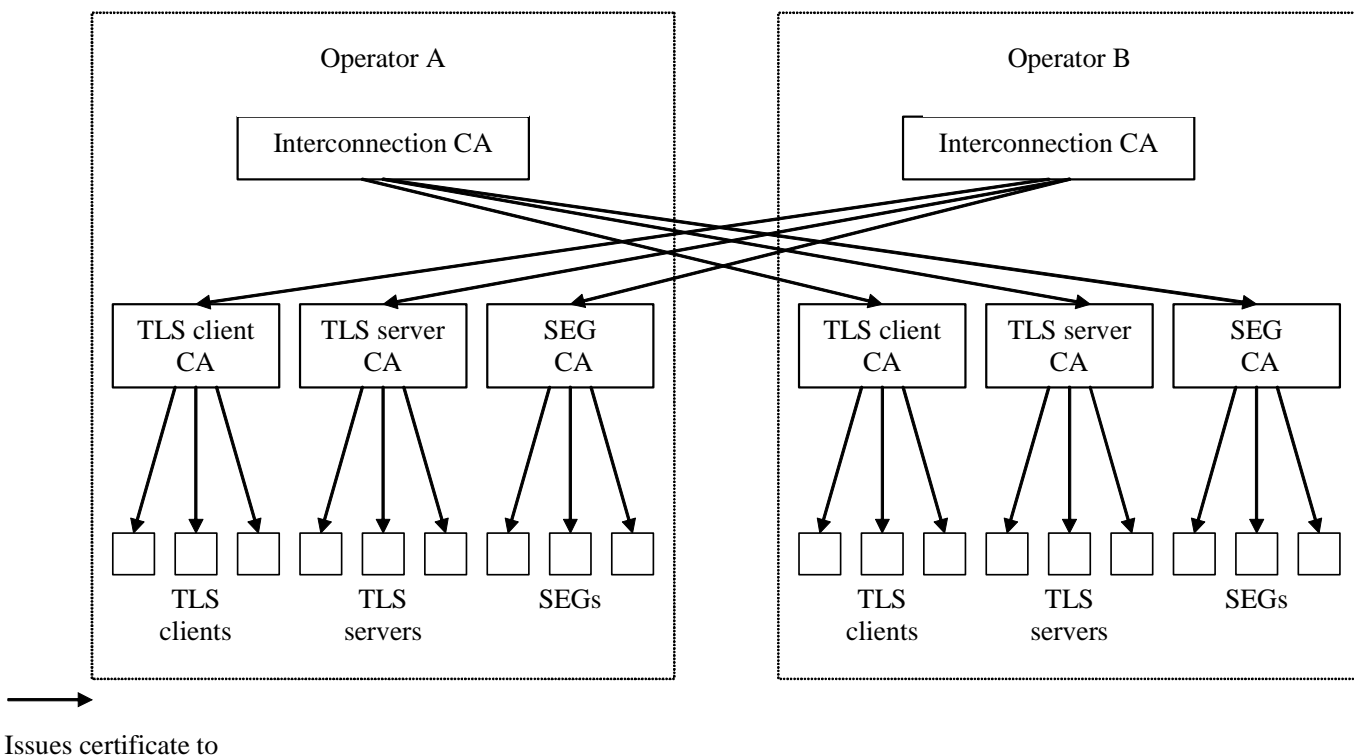 Operator A
Operator B
Interconnection CA
Interconnection CA
TLS client
CA
TLS server
CA
SEG
CA
TLS client
CA
TLS server
CA
SEG
CA
TLS
clients
TLS
servers
SEGs
TLS
clients
TLS
servers
SEGs
Issues certificate to